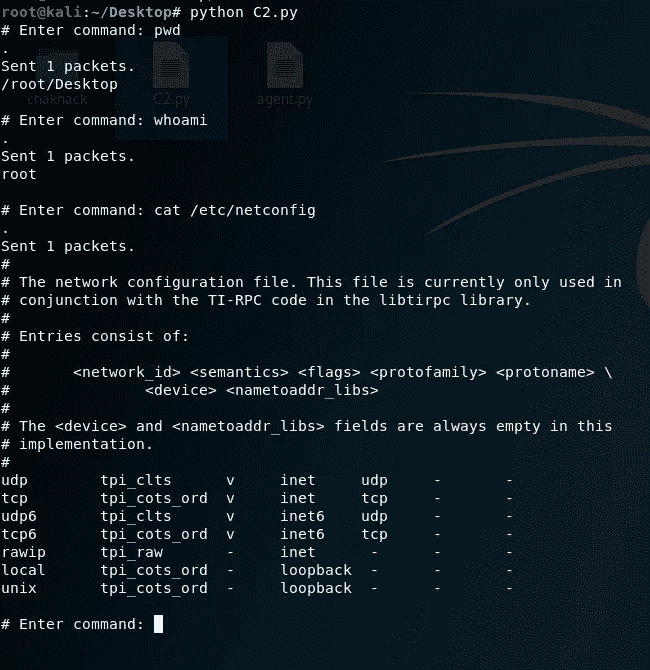 root@kali:~/Desktop# python C2.py
# Enter command: pwd
.
Sent 1 packets.
/root/Desktop
chakhack
C2.py
agent.py
# Enter command: whoami
.
Sent 1 packets.
root
# Enter command: cat /etc/netconfig
.
Sent 1 packets.
#
# The network configuration file. This file is currently only used in
# conjunction with the TI-RPC code in the libtirpc library.
#
# Entries consist of:
#
#       <network_id> <semantics> <flags> <protofamily> <protoname> \
#               <device> <nametoaddr_libs>
#
# The <device> and <nametoaddr_libs> fields are always empty in this
# implementation.
#
udp        tpi_clts      v     inet     udp     -       -
tcp        tpi_cots_ord  v     inet     tcp     -       -
udp6       tpi_clts      v     inet6    udp     -       -
tcp6       tpi_cots_ord  v     inet6    tcp     -       -
rawip      tpi_raw       -     inet      -      -       -
local      tpi_cots_ord  -     loopback  -      -       -
unix       tpi_cots_ord  -     loopback  -      -       -
# Enter command: